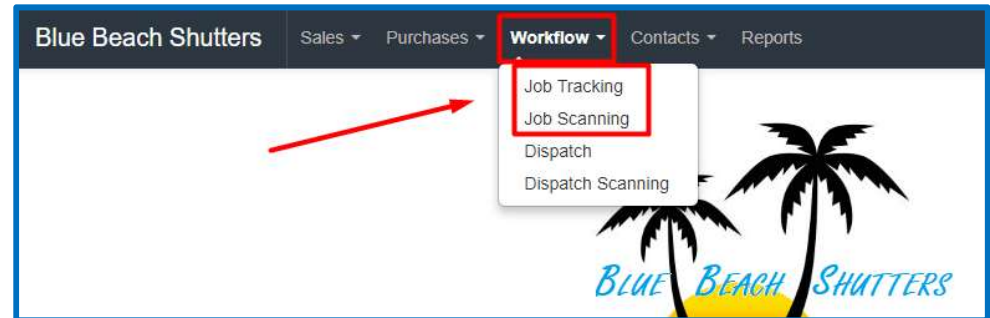 Blue Beach Shutters Sales Purchases Workflow Contacts Reports
Job Tracking
Job Scanning
Dispatch
Dispatch Scanning
BLUE BEACH SHUTTERS